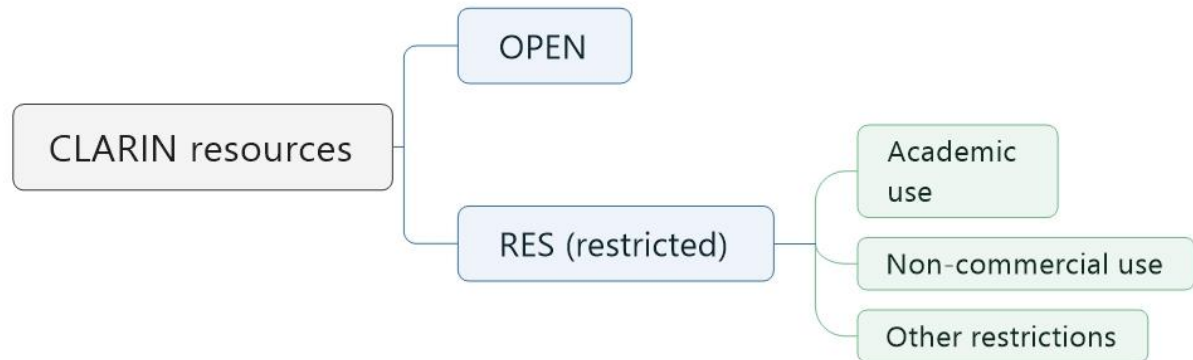 OPEN
CLARIN resources
Academic
use
RES (restricted)
Non-commercial use
Other restrictions